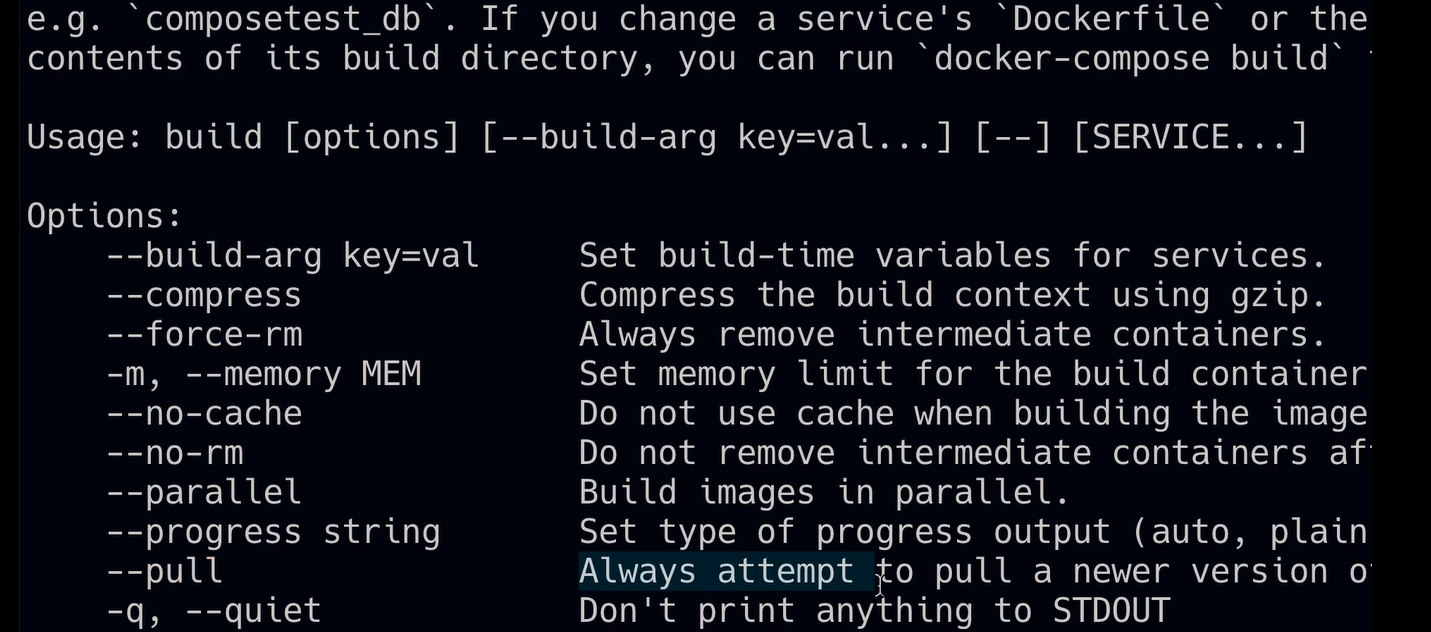 e.g. `composetest_db`. If you change a service's `Dockerfile` or the
contents of its build directory, you can run `docker-compose build`
Usage: build [options] [--build-arg key=val...] [--] [SERVICE...]
Options:
--build-arg key=val Set build-time variables for services.
--compress Compress the build context using gzip.
--force-rm Always remove intermediate containers.
-m, --memory MEM Set memory limit for the build container
--no-cache Do not use cache when building the image
--no-rm Do not remove intermediate containers
--parallel Build images in parallel.
--progress string Set type of progress output (auto, plain
--pull Always attempt to pull a newer version
-q, --quiet Don't print anything to STDOUT